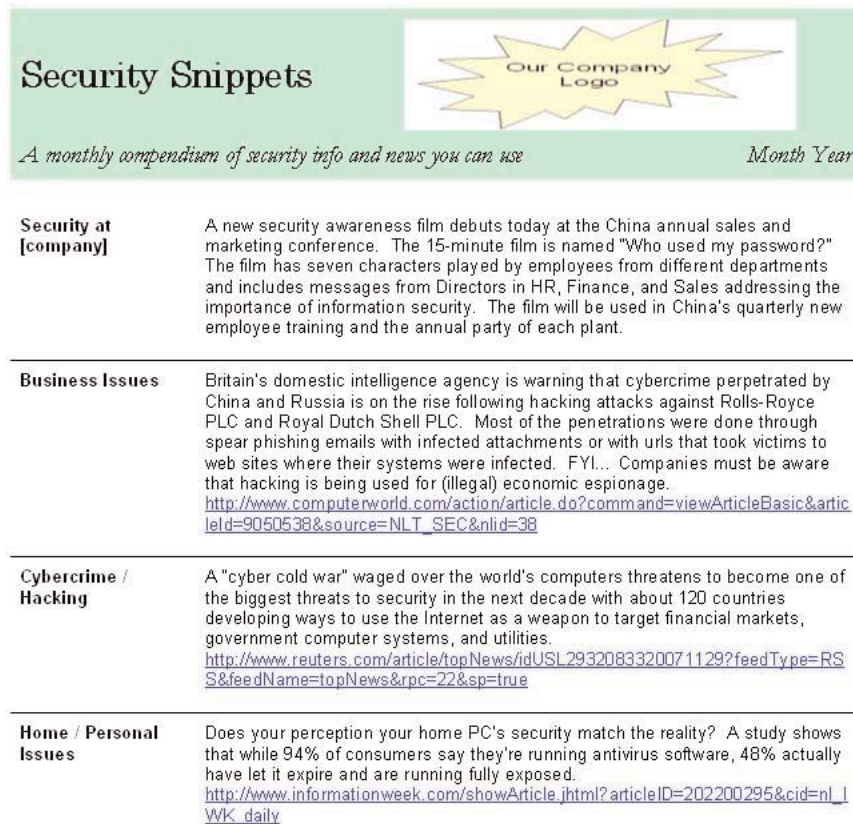 Security Snippets
Our Company
Logo
A monthly compendium of security info and news you can use
Month Year
Security at
[company]
A new security awareness film debuts today at the China annual sales and
marketing conference. The 15-minute film is named "Who used my password?"
The film has seven characters played by employees from different departments
and includes messages from Directors in HR, Finance, and Sales addressing the
importance of information security. The film will be used in China's quarterly new
employee training and the annual party of each plant.
Business Issues
Britain's domestic intelligence agency is warning that cybercrime perpetrated by
China and Russia is on the rise following hacking attacks against Rolls-Royce
PLC and Royal Dutch Shell PLC. Most of the penetrations were done through
spear phishing emails with infected attachments or with urls that took victims to
web sites where their systems were infected. FYI... Companies must be aware
that hacking is being used for (illegal) economic espionage.
http://www.computerworld.com/action/article.do?command=viewArticleBasic&artic
leId=9050538&source=NLT_SEC&nlid=38
Cybercrime /
Hacking
A "cyber cold war" waged over the world's computers threatens to become one of
the biggest threats to security in the next decade with about 120 countries
developing ways to use the Internet as a weapon to target financial markets,
government computer systems, and utilities.
http://www.reuters.com/article/topNews/idUSL2932083320071129?feedType=RS
S&feedName=topNews&rpc=22&sp=true
Home / Personal
Issues
Does your perception your home PC's security match the reality? A study shows
that while 94% of consumers say they're running antivirus software, 48% actually
have let it expire and are running fully exposed.
http://www.informationweek.com/showArticle.jhtml?articleID=202200295&cid=nl_I
WK_daily